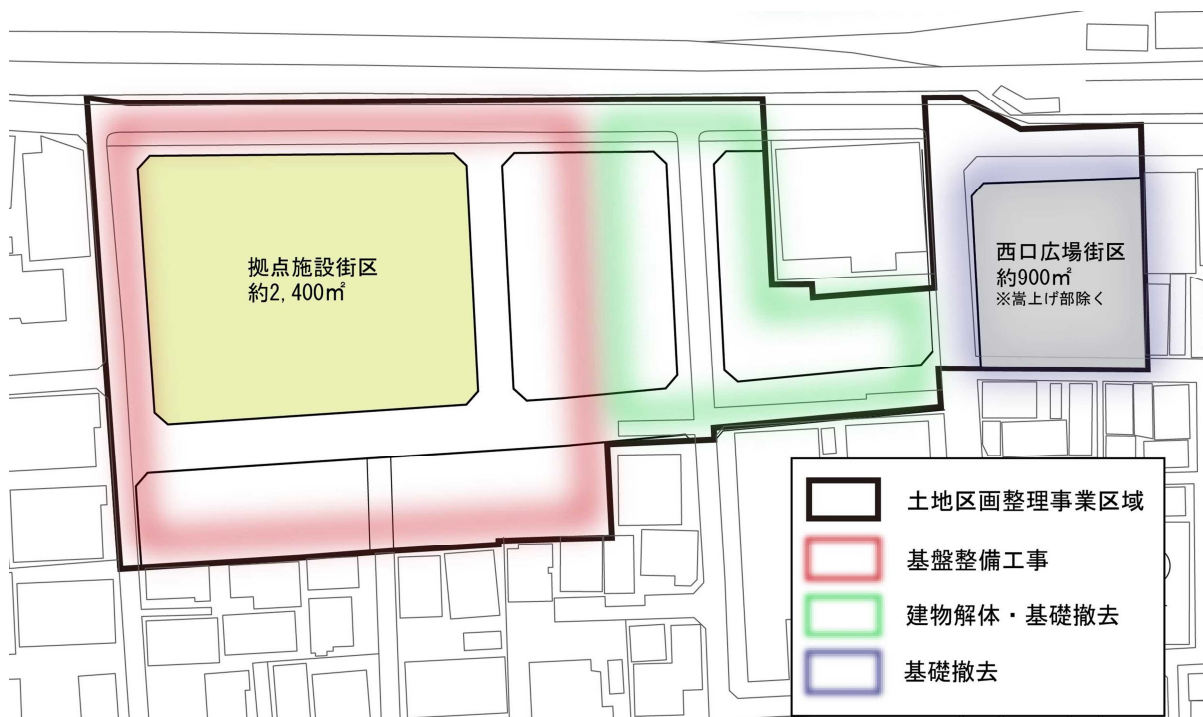 拠点施設街区
約2,400㎡
西口広場街区
約900㎡
※嵩上げ部除く
土地区画整理事業区域
基盤整備工事
建物解体・基礎撤去
基礎撤去